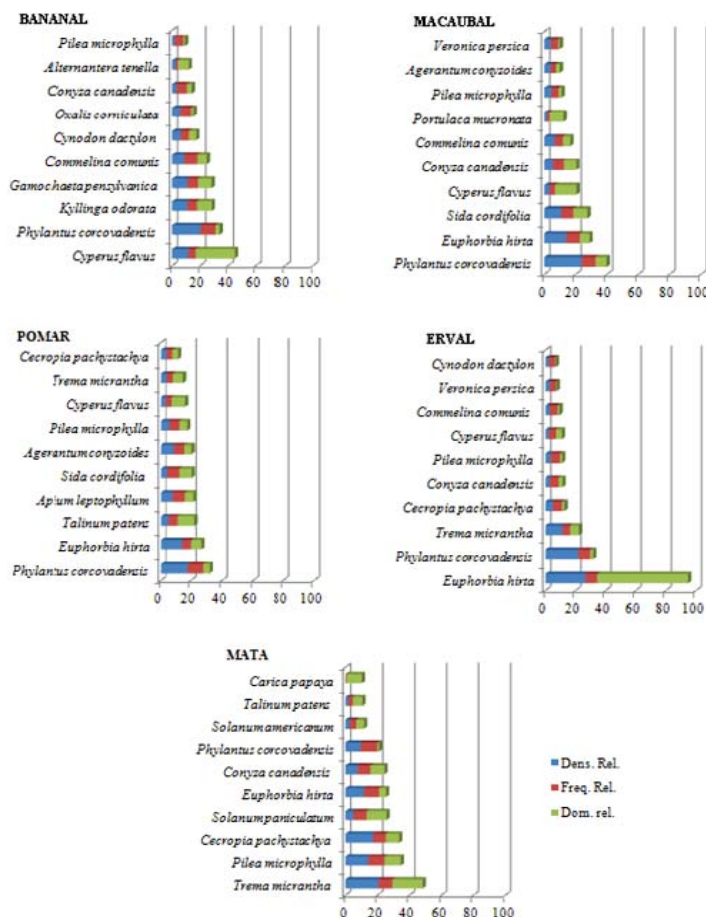 BANANAL
Pilea microphylla
Alternantera tenella
Conyza canadensis
Oxalis corniculata
Cynodon dactylon
Commelina comunis
Gamochaeta pensylvanica
Kyllinga odorata
Phylantus corcovadensis
Cyperus flavus
0 20 40 60 80 100
MACAUBAL
Veronica persica
Agerantum conyzoides
Pilea microphylla
Portulaca mucronata
Commelina comunis
Conyza canadensis
Cyperus flavus
Sida cordifolia
Euphorbia hirta
Phylantus corcovadensis
0 20 40 60 80 100
POMAR
Cecropia pachystachya
Trema micrantha
Cyperus flavus
Pilea microphylla
Agerantum conyzoides
Sida cordifolia
Apium leptophyllum
Talinum patens
Euphorbia hirta
Phylantus corcovadensis
0 20 40 60 80 100
ERVAL
Cynodon dactylon
Veronica persica
Commelina comunis
Cyperus flavus
Pilea microphylla
Conyza canadensis
Cecropia pachystachya
Trema micrantha
Phylantus corcovadensis
Euphorbia hirta
0 20 40 60 80 100
MATA
Carica papaya
Talinum patens
Solanum americanum
Phylantus corcovadensis
Conyza canadensis
Euphorbia hirta
Solanum paniculatum
Cecropia pachystachya
Pilea microphylla
Trema micrantha
0 20 40 60 80 100
Dens. Rel.
Freq. Rel.
Dom. rel.